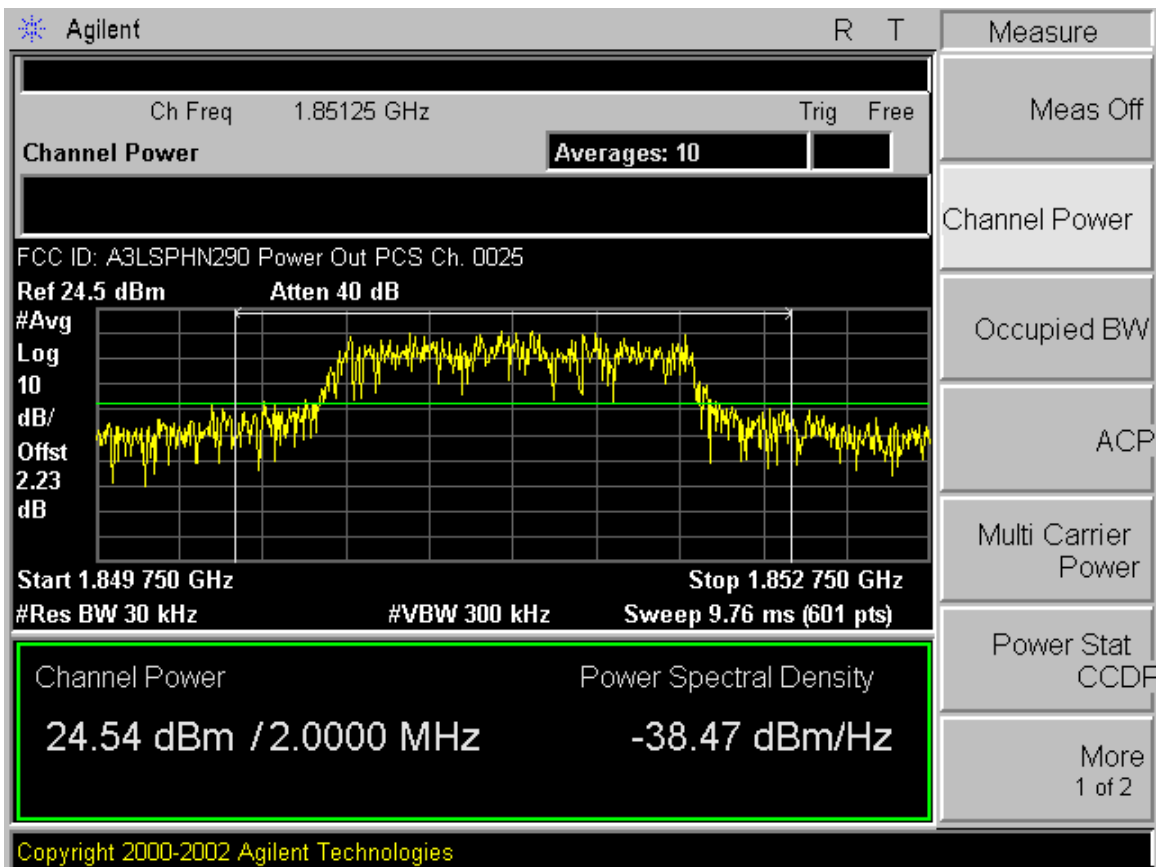 Agilent R T
Measure
Ch Freq 1.85125 GHz Trig Free
Channel Power Averages: 10
FCC ID: A3LSPHN290 Power Out PCS Ch. 0025
Ref 24.5 dBm Atten 40 dB
#Avg
Log
10
dB/
Offst
2.23
dB
Start 1.849 750 GHz Stop 1.852 750 GHz
#Res BW 30 kHz #VBW 300 kHz Sweep 9.76 ms (601 pts)
Channel Power Power Spectral Density
24.54 dBm / 2.0000 MHz -38.47 dBm/Hz
Meas Off
Channel Power
Occupied BW
ACP
Multi Carrier
Power
Power Stat
CCDF
More
1 of 2
Copyright 2000-2002 Agilent Technologies